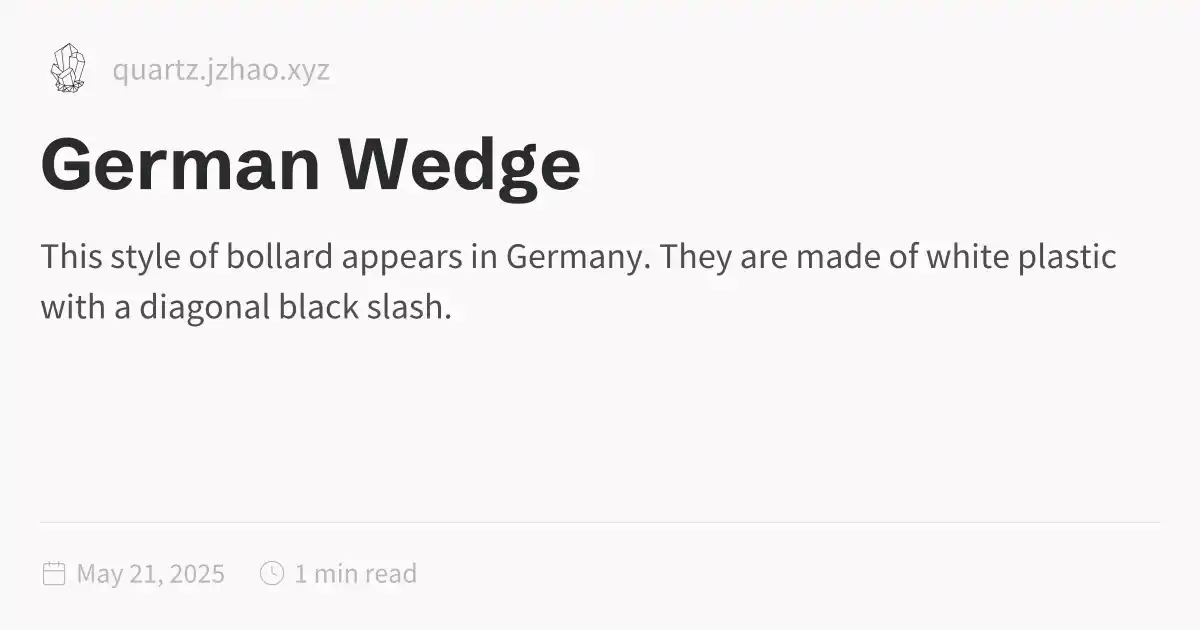 quartz.jzhao.xyz
German Wedge
This style of bollard appears in Germany. They are made of white plastic
with a diagonal black slash.
May 21, 2025 1 min read